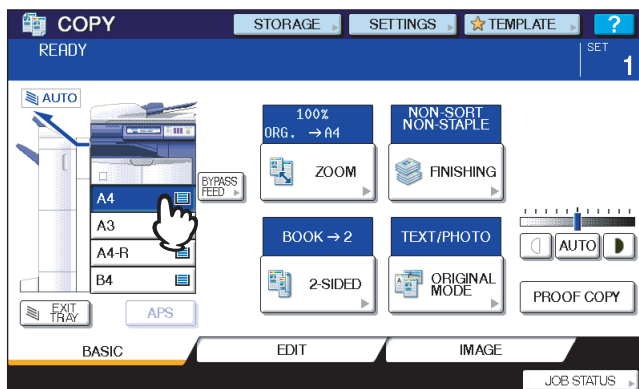 COPY
STORAGE
SETTINGS
TEMPLATE
?
READY
SET
1
AUTO
100%
ORG. → A4
NON-SORT
NON-STAPLE
ZOOM
FINISHING
BYPASS
FEED
A4
A3
A4-R
B4
BOOK → 2
TEXT/PHOTO
2-SIDED
ORIGINAL
MODE
AUTO
PROOF COPY
EXIT
TRAY
APS
BASIC
EDIT
IMAGE
JOB STATUS